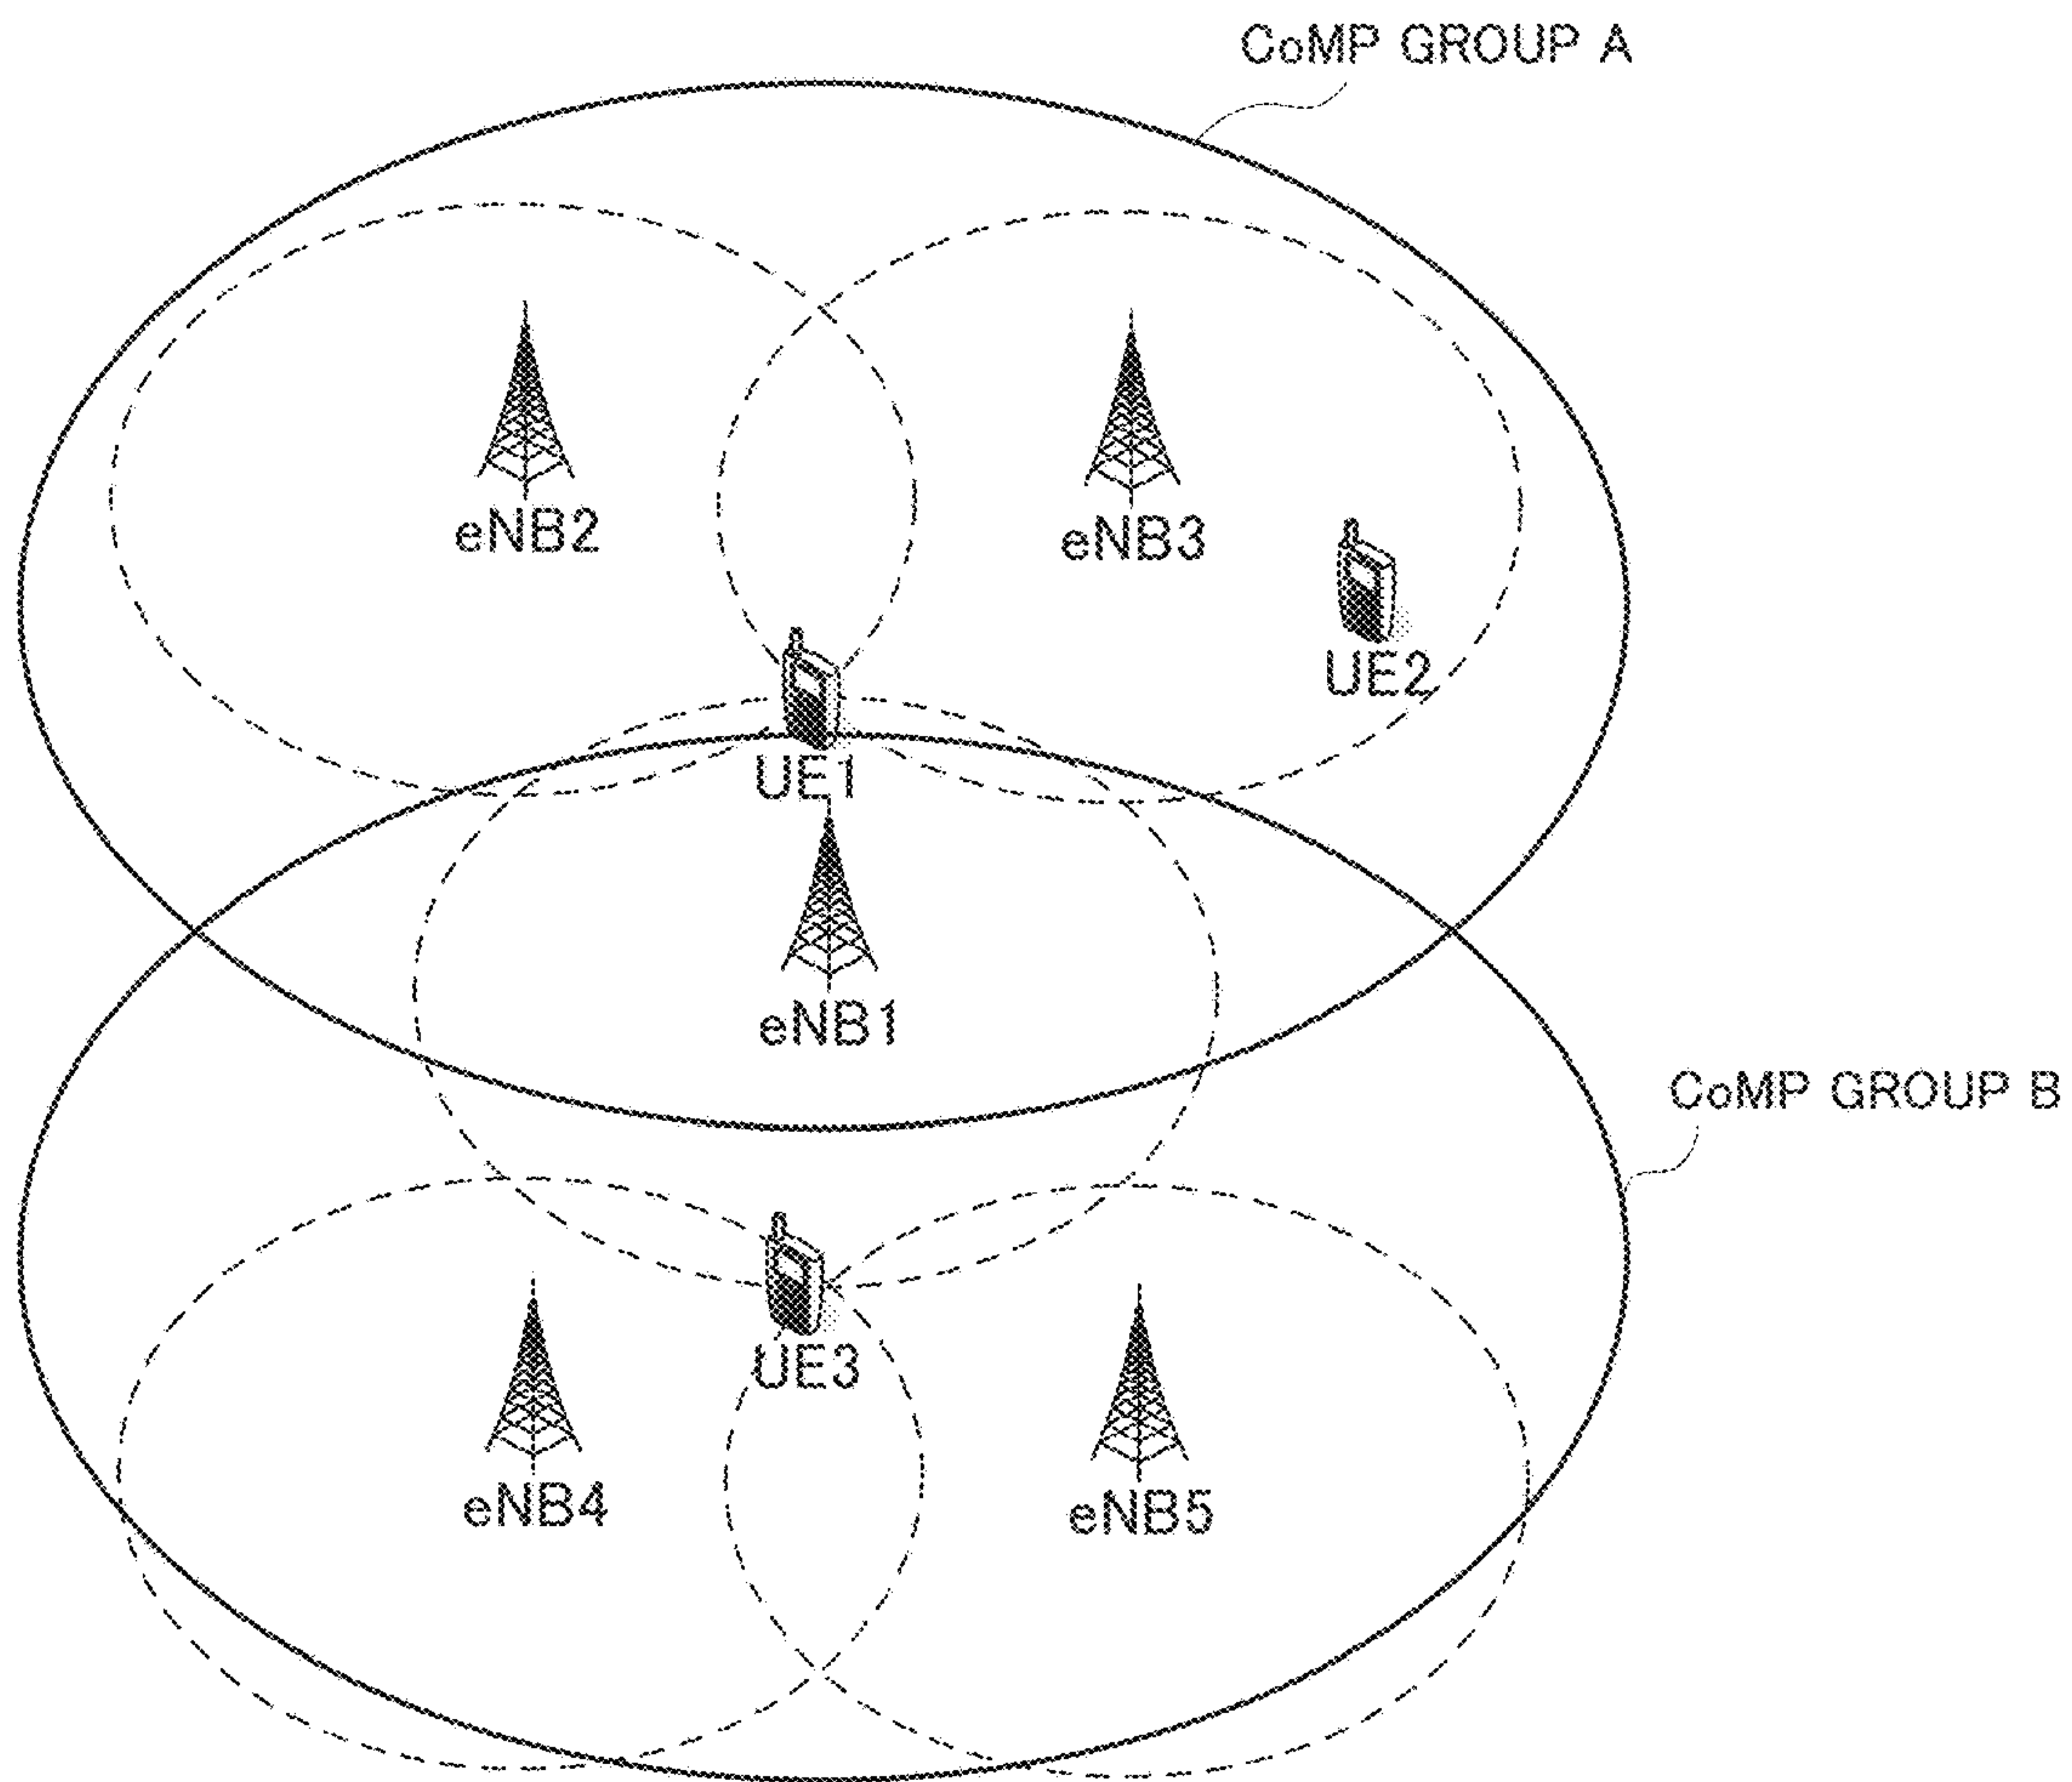 CoMP GROUP A
eNB2
eNB3
UE2
UE1
eNB1
CoMP GROUP B
UE3
eNB4
eNB5